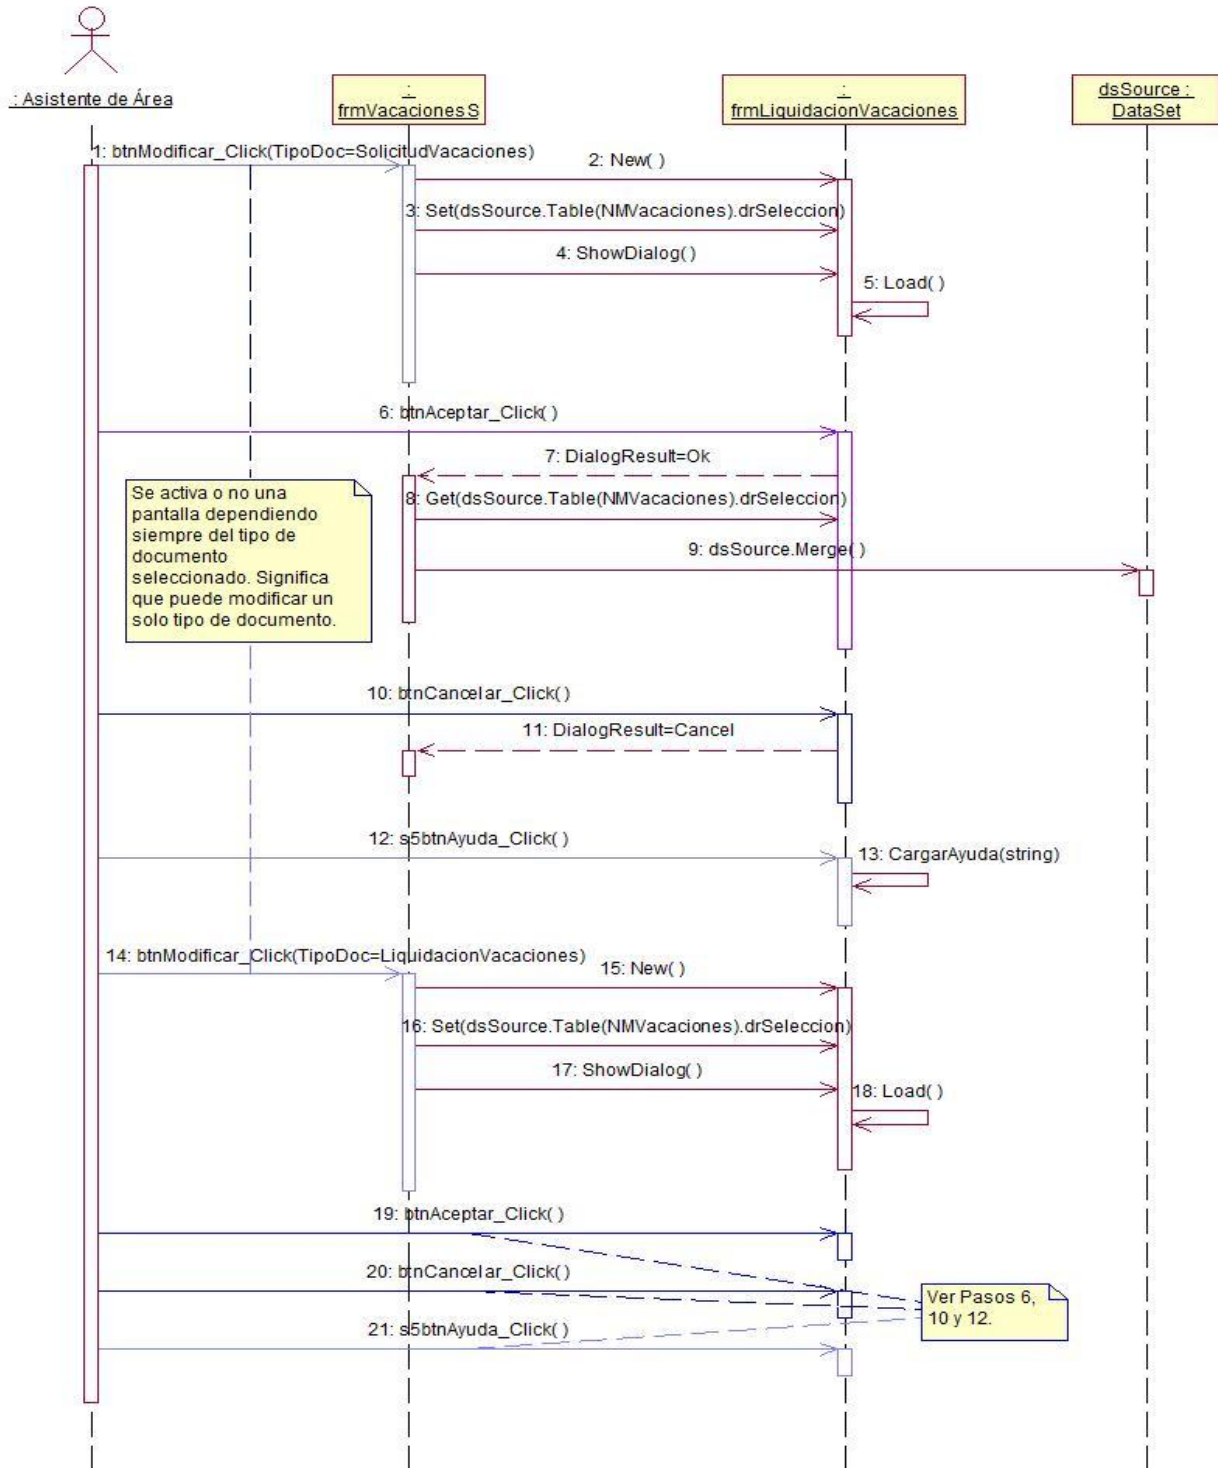 : Asistente de Área
:
frmVacacionesS
:
frmLiquidacionVacaciones
dsSource :
DataSet
1: btnModificar_Click(TipoDoc=SolicitudVacaciones)
2: New( )
3: Set(dsSource.Table(NMVacaciones).drSeleccion)
4: ShowDialog( )
5: Load( )
6: btnAceptar_Click( )
7: DialogResult=Ok
8: Get(dsSource.Table(NMVacaciones).drSeleccion)
9: dsSource.Merge( )
Se activa o no una
pantalla dependiendo
siempre del tipo de
documento
seleccionado. Significa
que puede modificar un
solo tipo de documento.
10: btnCancelar_Click( )
11: DialogResult=Cancel
12: s5btnAyuda_Click( )
13: CargarAyuda(string)
14: btnModificar_Click(TipoDoc=LiquidacionVacaciones)
15: New( )
16: Set(dsSource.Table(NMVacaciones).drSeleccion)
17: ShowDialog( )
18: Load( )
19: btnAceptar_Click( )
20: btnCancelar_Click( )
21: s5btnAyuda_Click( )
Ver Pasos 6,
10 y 12.